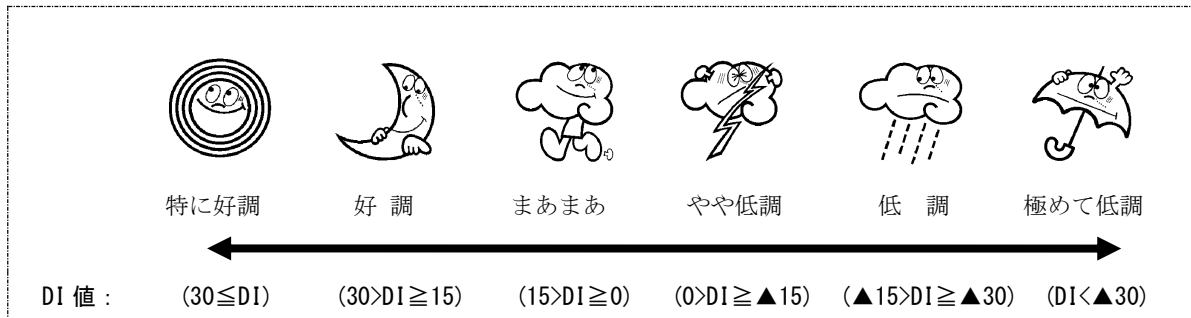 特に好調 好 調 まあまあ やや低調 低 調 極めて低調
DI 値 : (30≦DI) (30>DI≧15) (15>DI≧0) (0>DI≧▲15) (▲15>DI≧▲30) (DI<▲30)